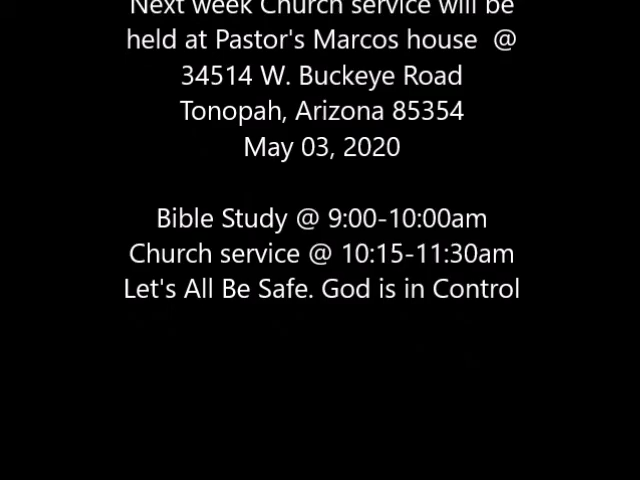 Next week Church service will be
held at Pastor's Marcos house @
34514 W. Buckeye Road
Tonopah, Arizona 85354
May 03, 2020
Bible Study @ 9:00-10:00am
Church service @ 10:15-11:30am
Let's All Be Safe. God is in Control